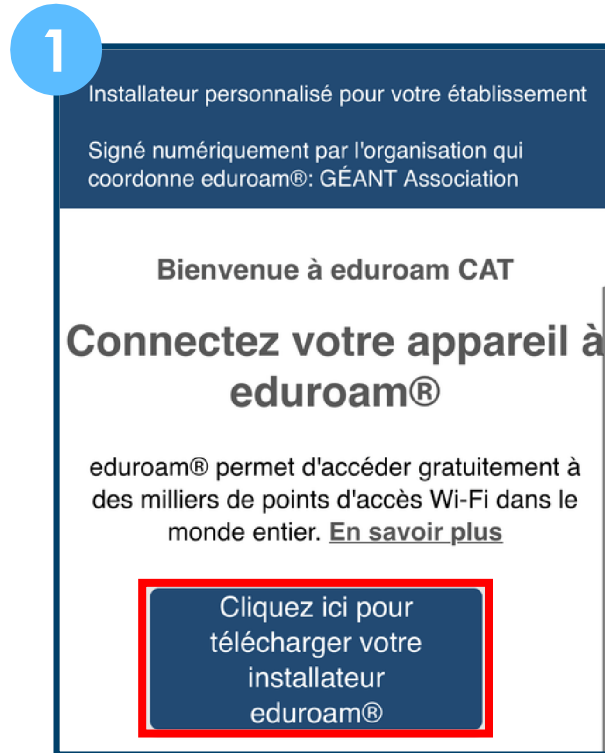 1
Installateur personnalisé pour votre établissement
Signé numériquement par l'organisation qui
coordonne eduroam®: GÉANT Association
Bienvenue à eduroam CAT
Connectez votre appareil à
eduroam®
eduroam® permet d'accéder gratuitement à
des milliers de points d'accès Wi-Fi dans le
monde entier. En savoir plus
Cliquez ici pour
télécharger votre
installateur
eduroam®